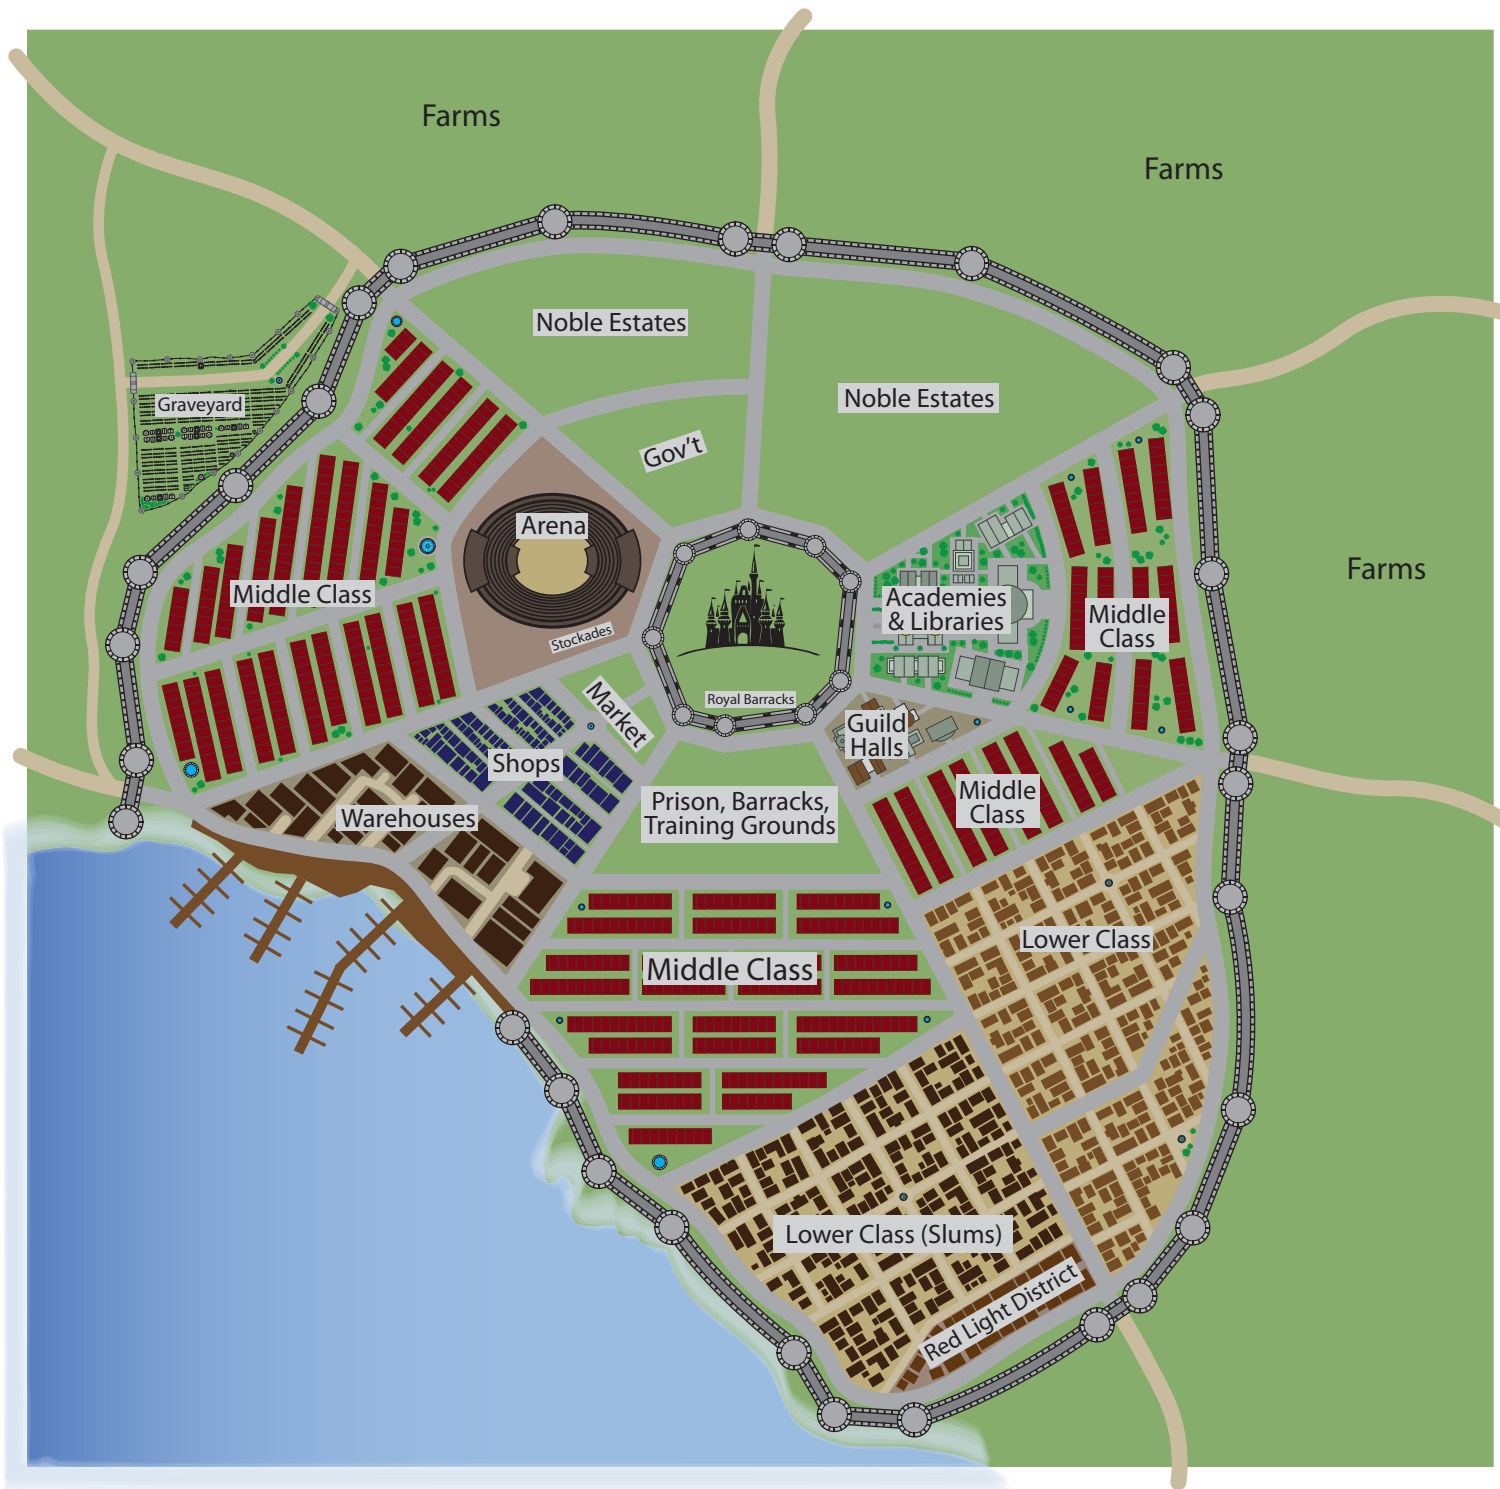 Farms
Farms
Noble Estates
Noble Estates
Graveyard
Gov't
Arena
Farms
Middle Class
Academies
& Libraries
Middle
Class
Stockades
Royal Barracks
Market
Guild
Halls
Shops
Warehouses
Prison, Barracks,
Training Grounds
Middle
Class
Lower Class
Middle Class
Lower Class (Slums)
Red Light District